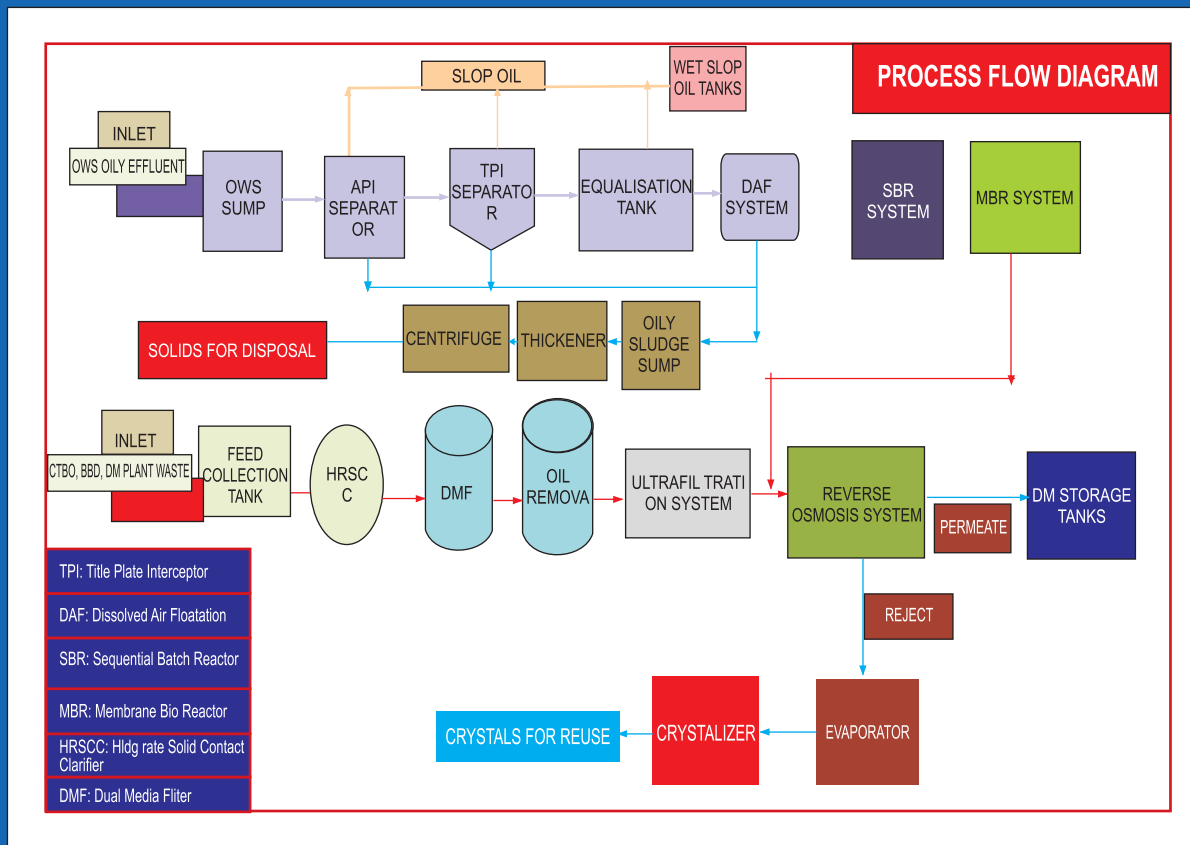 PROCESS FLOW DIAGRAM
SLOP OIL
WET SLOP
OIL TANKS
INLET
OWS OILY EFFLUENT
OWS
SUMP
API
SEPARAT
OR
TPI
SEPARATO
R
EQUALISATION
TANK
DAF
SYSTEM
SBR
SYSTEM
MBR SYSTEM
SOLIDS FOR DISPOSAL
CENTRIFUGE
THICKENER
OILY
SLUDGE
SUMP
INLET
CTBO, BBD, DM PLANT WASTE
FEED
COLLECTION
TANK
HRSC
C
DMF
OIL
REMOVA
ULTRAFIL TRATI
ON SYSTEM
REVERSE
OSMOSIS SYSTEM
PERMEATE
DM STORAGE
TANKS
REJECT
EVAPORATOR
CRYSTALIZER
CRYSTALS FOR REUSE
TPI: Title Plate Interceptor
DAF: Dissolved Air Floatation
SBR: Sequential Batch Reactor
MBR: Membrane Bio Reactor
HRSCC: Hldg rate Solid Contact
Clarifier
DMF: Dual Media Fliter